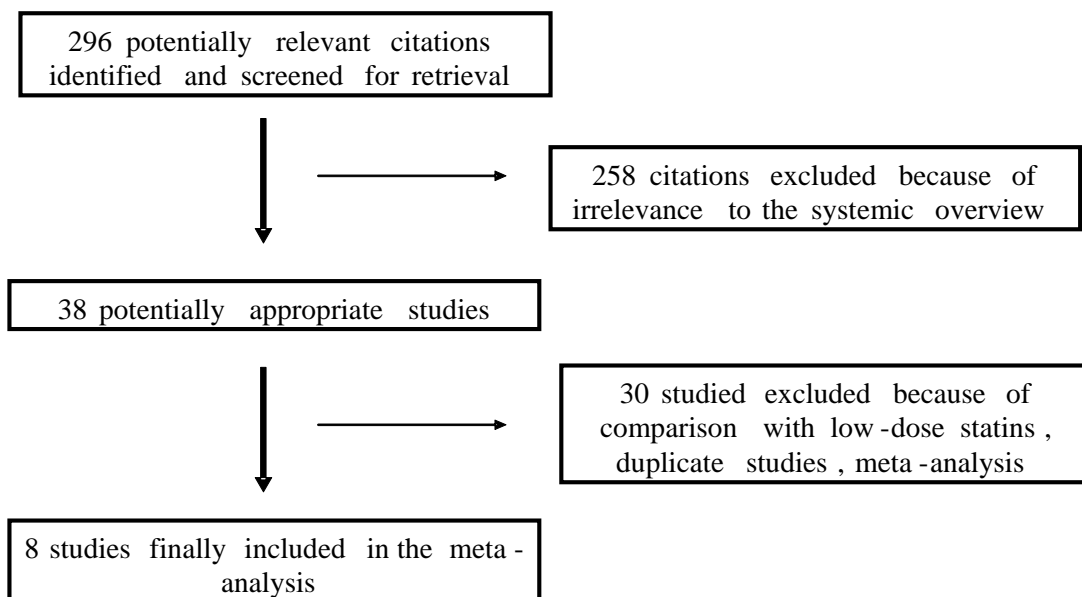 296 potentially relevant citations
identified and screened for retrieval
258 citations excluded because of
irrelevance to the systemic overview
38 potentially appropriate studies
30 studied excluded because of
comparison with low-dose statins,
duplicate studies, meta-analysis
8 studies finally included in the meta-
analysis